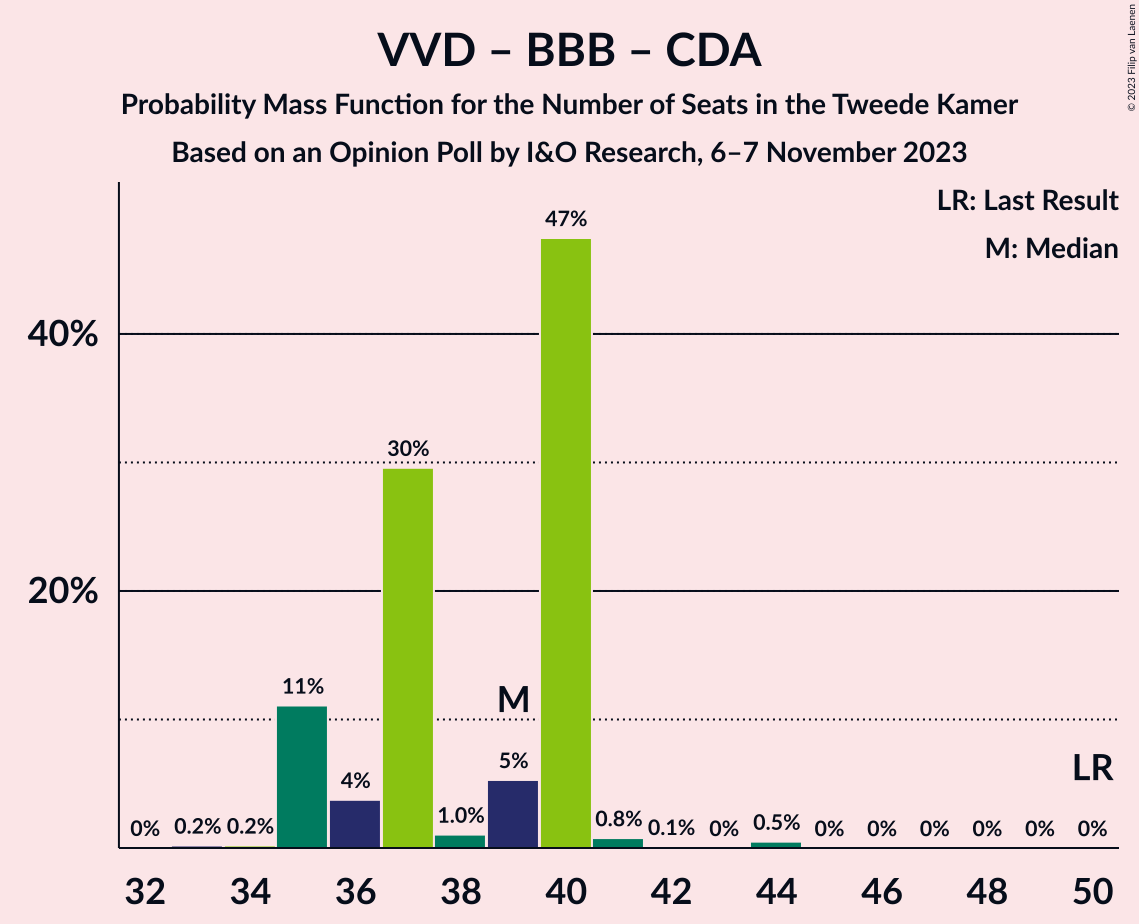 VVD – BBB – CDA
Probability Mass Function for the Number of Seats in the Tweede Kamer
Based on an Opinion Poll by I&O Research, 6–7 November 2023
© 2023 Filip van Laenen
LR: Last Result
M: Median
47%
40%
30%
20%
M
11%
5%
LR
4%
0% 0.2% 0.2% 1.0% 0.8% 0.1% 0% 0.5% 0% 0% 0% 0% 0% 0%
32 34 36 38 40 42 44 46 48 50